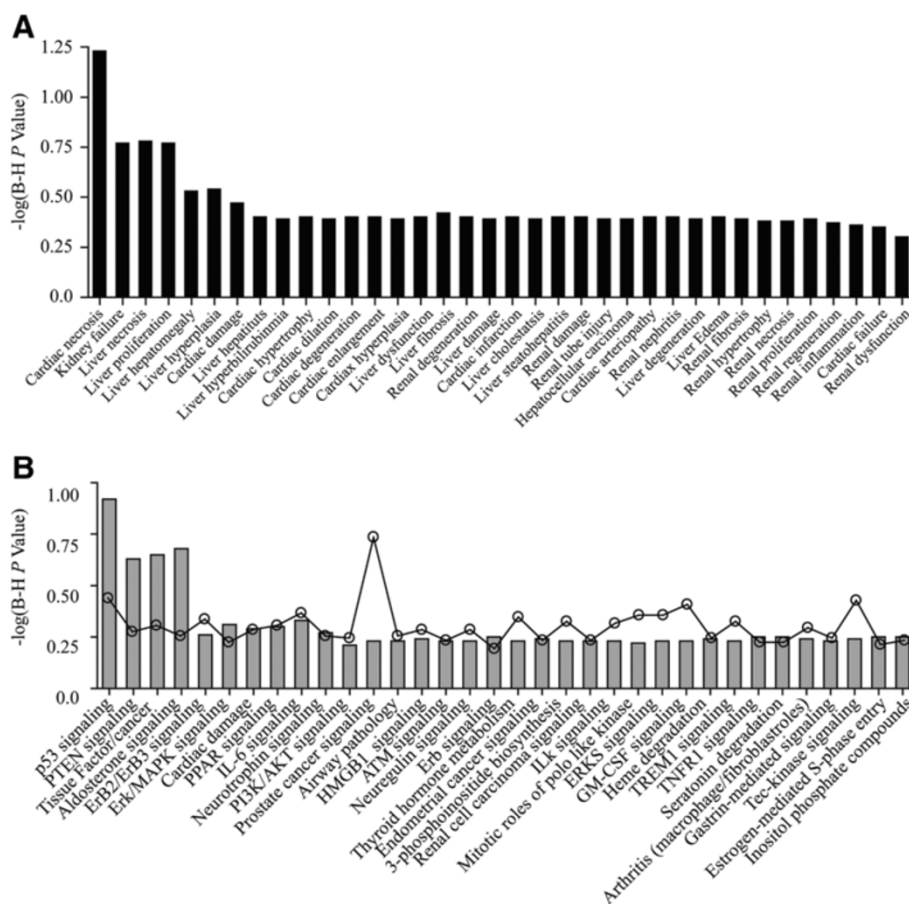 A
-log(B-H P Value)
1.25
1.00
0.75
0.50
0.25
0.0
Cardiac necrosis
Kidney failure
Liver necrosis
Liver proliferation
Liver hepatomegaly
Liver hyperplasia
Cardiac damage
Liver hepatituts
Liver hyperbilirubinmia
Cardiac hypertrophy
Cardiac dilation
Cardiac degeneration
Cardiac enlargement
Cardiax hyperplasia
Liver dysfunction
Liver fibrosis
Renal degeneration
Liver damage
Cardiac infarction
Liver cholestatsis
Liver steatohepatitis
Renal damage
Renal tube injury
Hepatocellular carcinoma
Cardiac arteriopathy
Renal nephritis
Liver degeneration
Liver Edema
Renal fibrosis
Renal hypertrophy
Renal necrosis
Renal proliferation
Renal regeneration
Renal inflammation
Cardiac failure
Renal dysfunction
B
-log(B-H P Value)
1.00
0.75
0.50
0.25
0.0
p53 signaling
PTEN signaling
Tissue Factor/cancer
Aldosterone signaling
ErB2/ErB3 signaling
Erk/MAPK signaling
Cardiac damage
PPAR signaling
IL-6 signaling
Neurotrophin signaling
PI3K/AKT signaling
Prostate cancer signaling
Airway pathology
HMGB1 signaling
ATM signaling
Neuregulin signaling
Erb signaling
Thyroid hormone metabolism
Endometrial cancer signaling
3-phosphoinositide biosynthesis
Renal cell carcinoma signaling
ILk signaling
Mitotic roles of polo like kinase
ERK5 signaling
GM-CSF signaling
Heme degradation
TREM1 signaling
TNFR1 signaling
Seratonin degradation
Arthritis (macrophage/fibroblastroles)
Gastrin-mediated signaling
Tec-kinase signaling
Estrogen-mediated S-phase entry
Inositol phosphate compounds